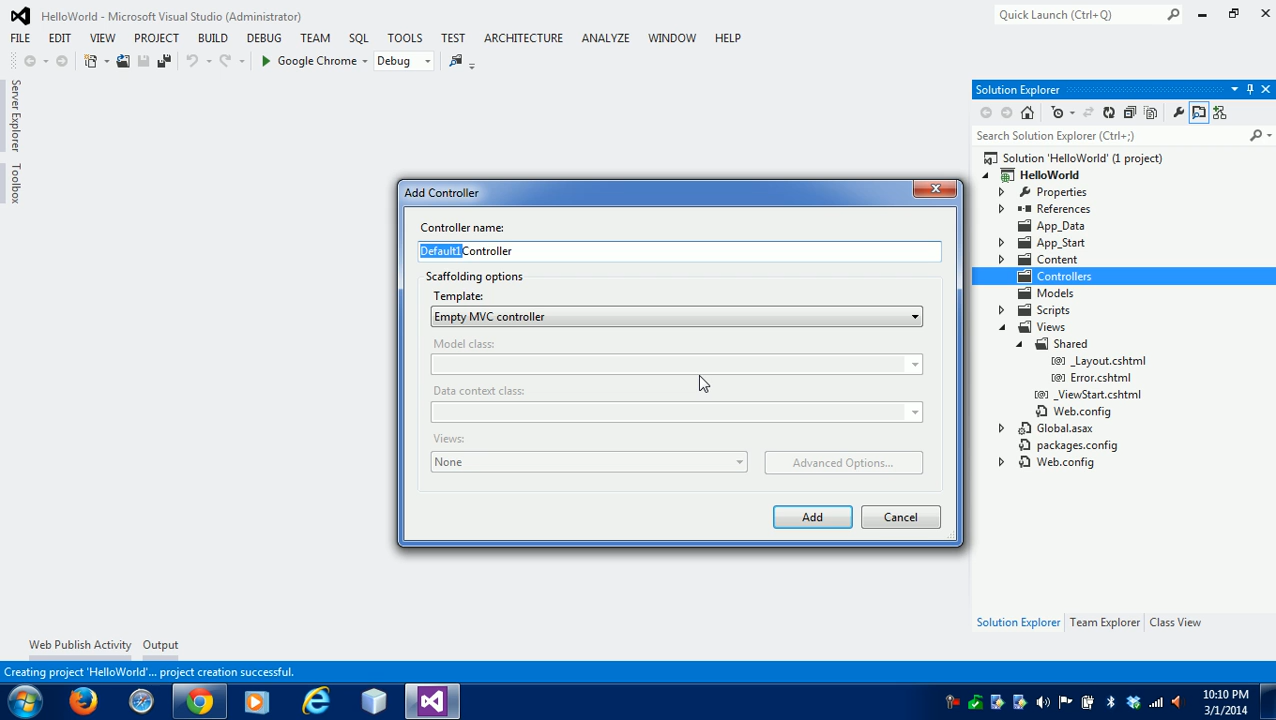 HelloWorld - Microsoft Visual Studio (Administrator)
Quick Launch (Ctrl+Q)
FILE EDIT VIEW PROJECT BUILD DEBUG TEAM SQL TOOLS TEST ARCHITECTURE ANALYZE WINDOW HELP
Google Chrome Debug
Server Explorer
Toolbox
Solution Explorer
Search Solution Explorer (Ctrl+;)
Solution 'HelloWorld' (1 project)
HelloWorld
Properties
References
App_Data
App_Start
Content
Controllers
Models
Scripts
Views
Shared
_Layout.cshtml
Error.cshtml
_ViewStart.cshtml
Web.config
Global.asax
packages.config
Web.config
Solution Explorer Team Explorer Class View
Add Controller
Controller name:
Default1Controller
Scaffolding options
Template:
Empty MVC controller
Model class:
Data context class:
Views:
None Advanced Options...
Add Cancel
Web Publish Activity Output
Creating project 'HelloWorld'... project creation successful.
10:10 PM
3/1/2014